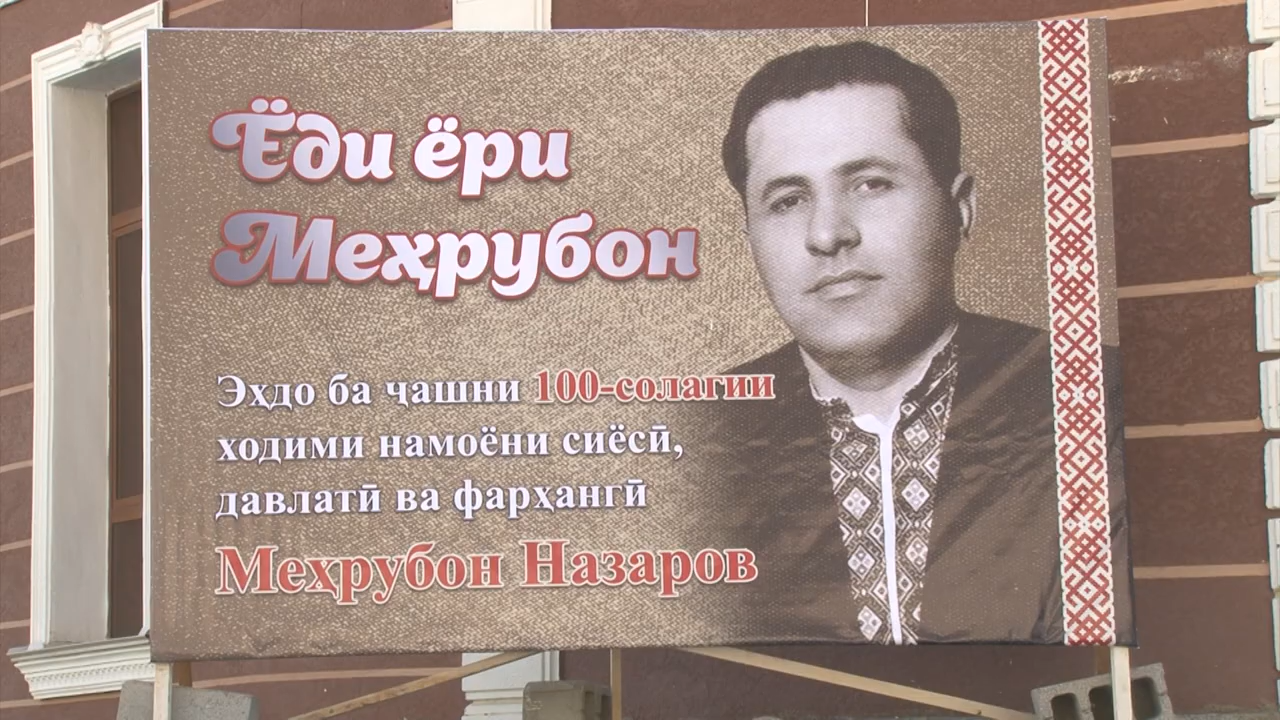 Ёди ёри
Меҳрубон
Эҳдо ба ҷашни 100-солагии
ходими намоёни сиёсӣ,
давлатӣ ва фарҳангӣ
Меҳрубон Назаров